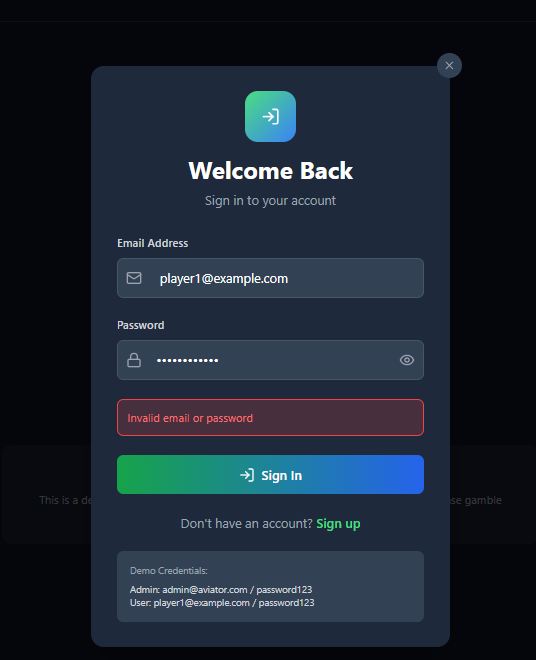 Welcome Back
Sign in to your account
Email Address
player1@example.com
Password
••••••••••••
Invalid email or password
Sign In
This is a de
se gamble
Don't have an account? Sign up
Demo Credentials:
Admin: admin@aviator.com / password123
User: player1@example.com / password123